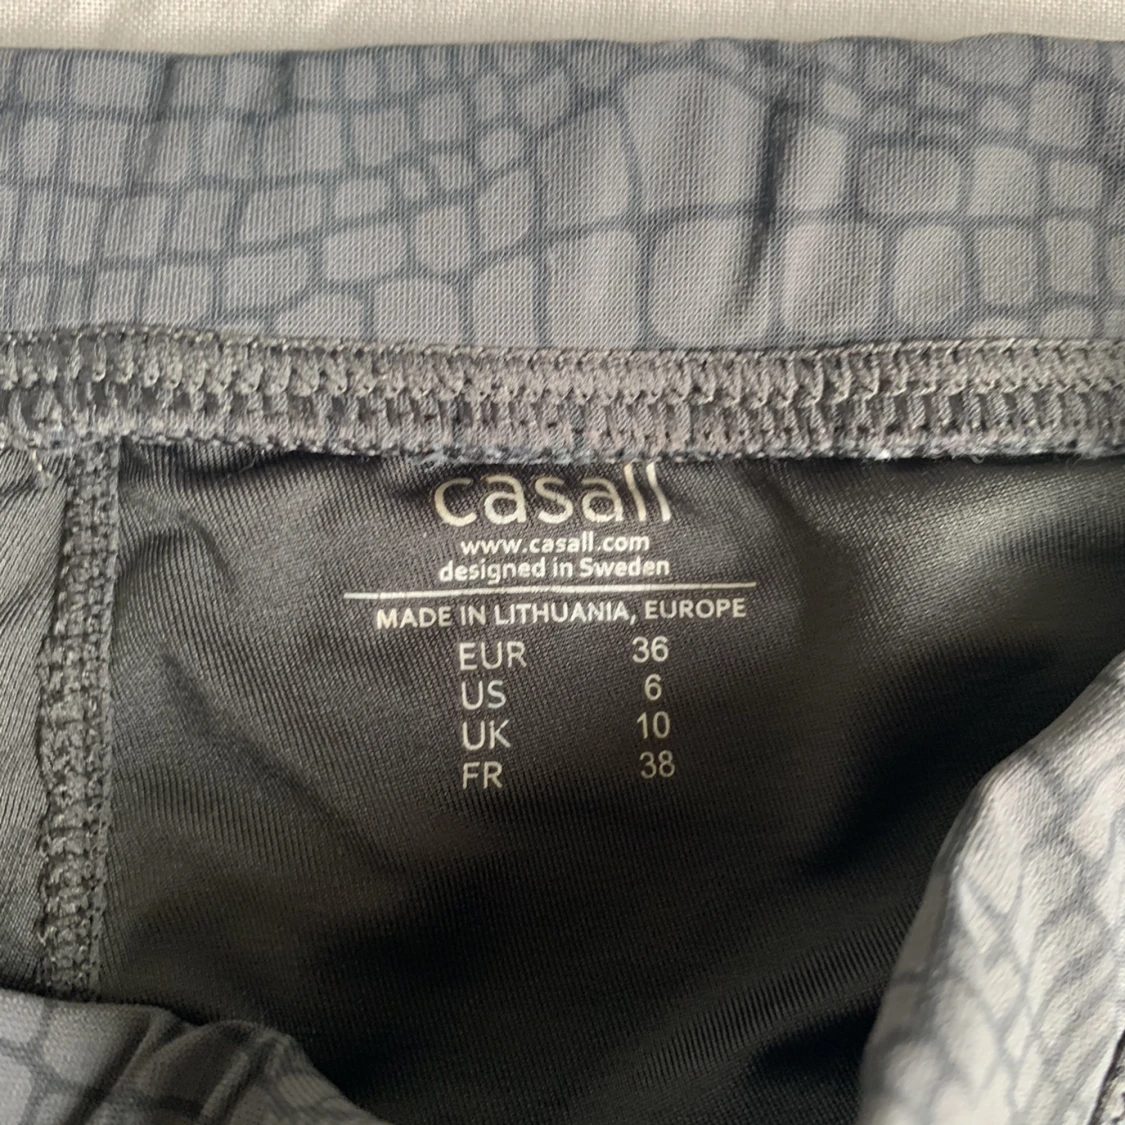 casall
www.casall.com
designed in Sweden
MADE IN LITHUANIA, EUROPE
EUR 36
US 6
UK 10
FR 38